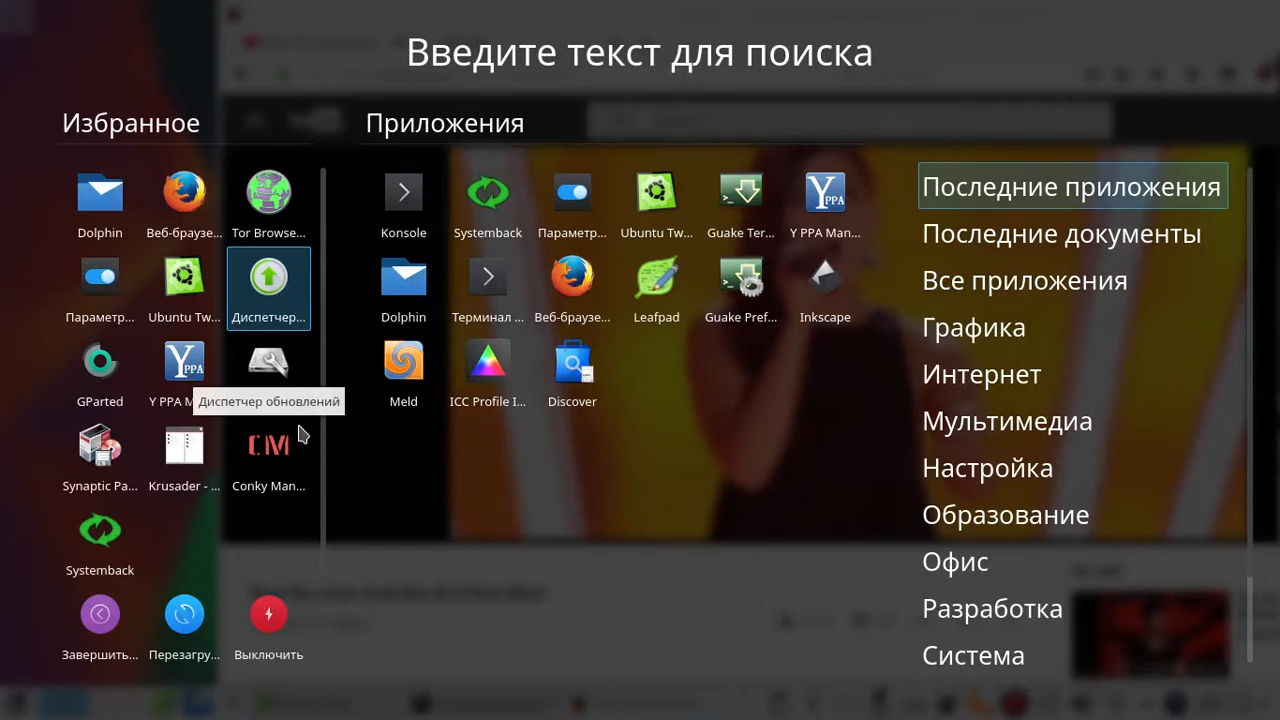 Введите текст для поиска
Избранное
Приложения
Dolphin
Веб-браузе...
Tor Browse...
Параметр...
Ubuntu Tw...
Диспетчер...
GParted
Y PPA M
Диспетчер обновлений
Synaptic Pa...
Krusader - ...
Conky Man...
Systemback
Завершить...
Перезагру...
Выключить
Konsole
Systemback
Параметр...
Ubuntu Tw...
Guake Ter...
Y PPA Man...
Dolphin
Терминал ...
Веб-браузе...
Leafpad
Guake Pref...
Inkscape
Meld
ICC Profile I...
Discover
Последние приложения
Последние документы
Все приложения
Графика
Интернет
Мультимедиа
Настройка
Образование
Офис
Разработка
Система